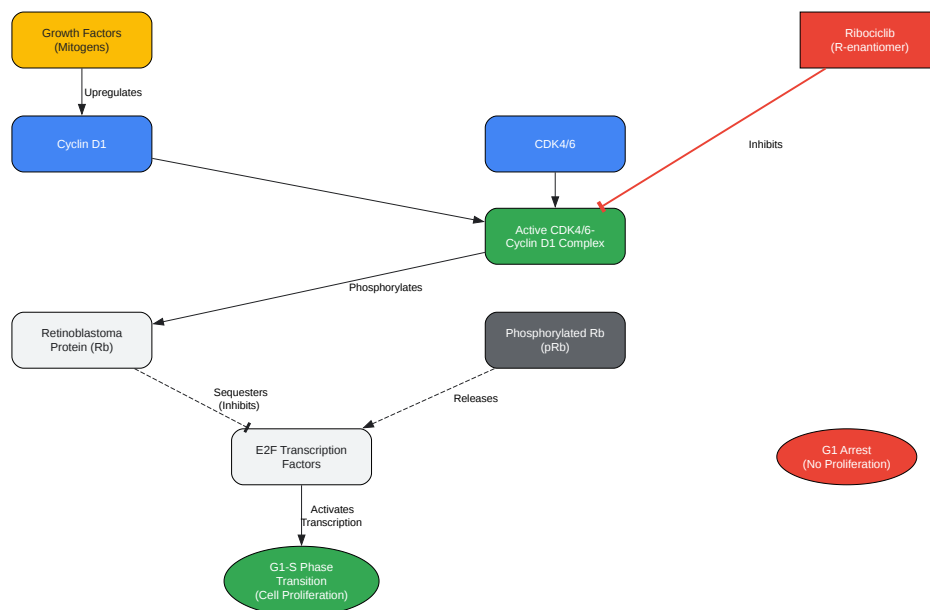 Growth Factors
(Mitogens)
Ribociclib
(R-enantiomer)
Upregulates
Cyclin D1
CDK4/6
Inhibits
Active CDK4/6-
Cyclin D1 Complex
Phosphorylates
Retinoblastoma
Protein (Rb)
Phosphorylated Rb
(pRb)
Sequesters
(Inhibits)
Releases
E2F Transcription
Factors
G1 Arrest
(No Proliferation)
Activates
Transcription
G1-S Phase
Transition
(Cell Proliferation)